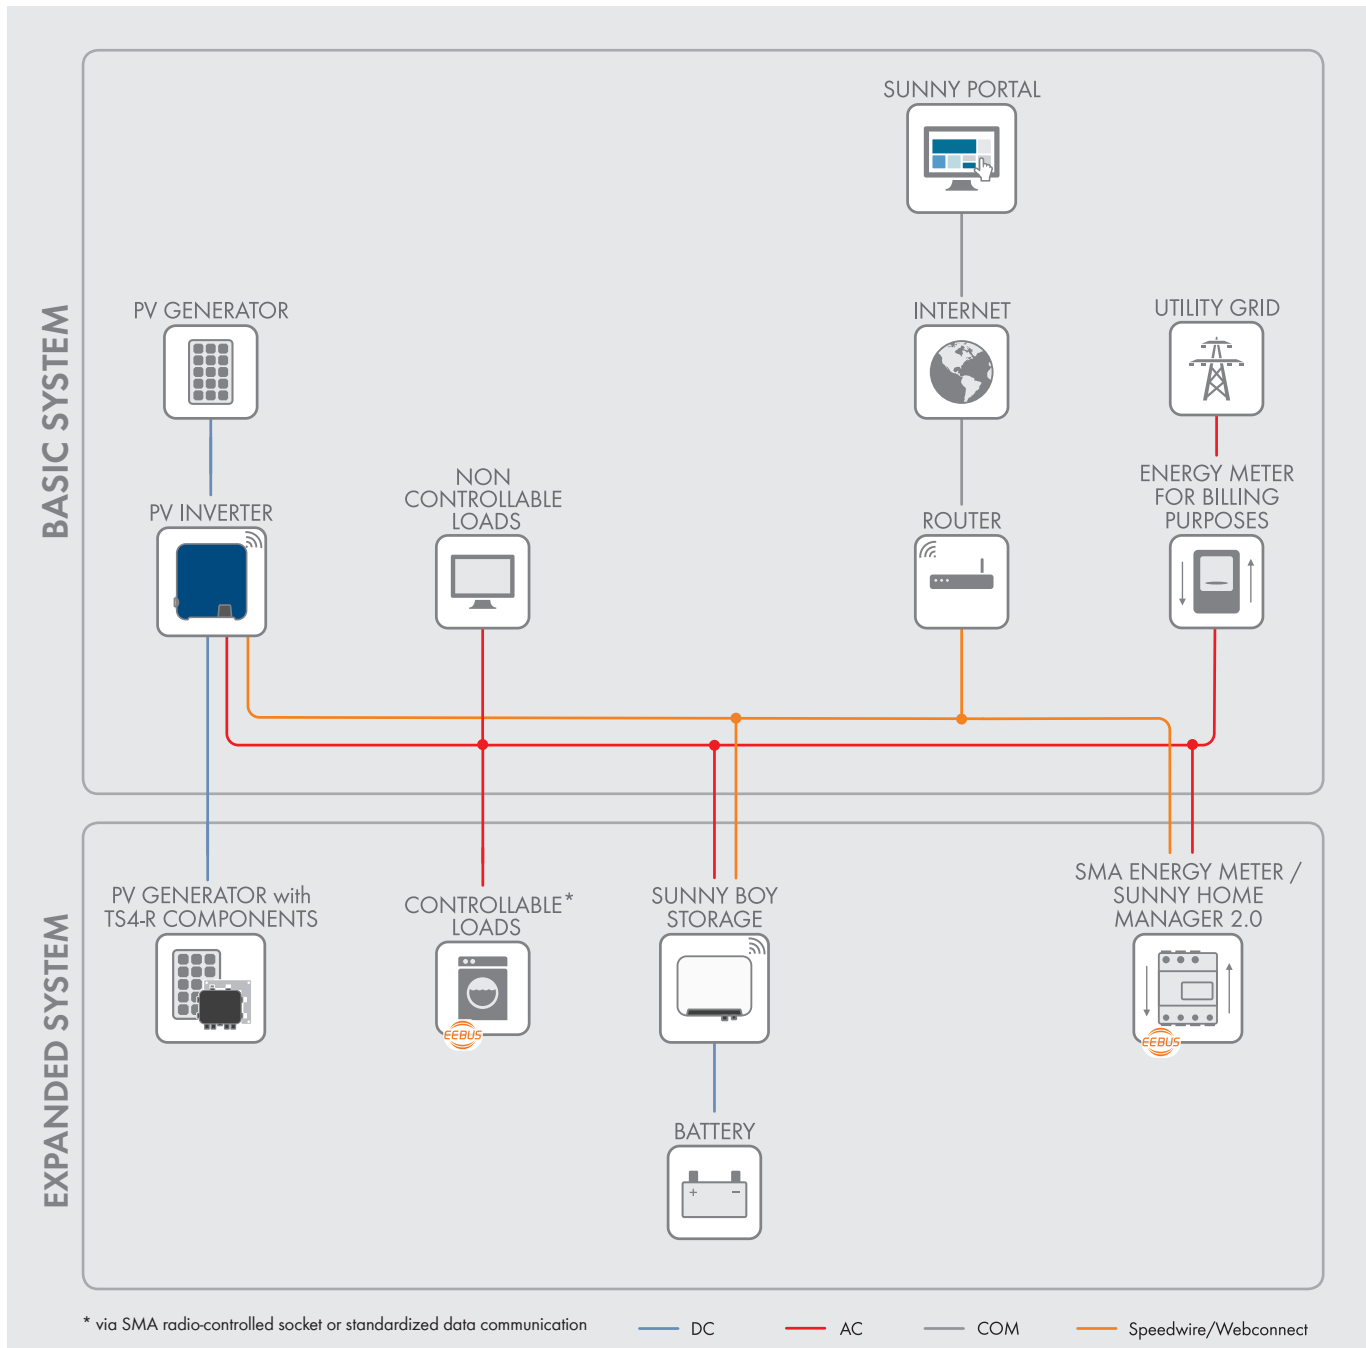 BASIC SYSTEM
SUNNY PORTAL
PV GENERATOR
INTERNET
UTILITY GRID
PV INVERTER
NON
CONTROLLABLE
LOADS
ROUTER
ENERGY METER
FOR BILLING
PURPOSES
EXPANDED SYSTEM
PV GENERATOR with
TS4-R COMPONENTS
CONTROLLABLE*
LOADS
EEBUS
SUNNY BOY
STORAGE
SMA ENERGY METER /
SUNNY HOME
MANAGER 2.0
EEBUS
BATTERY
+ −
* via SMA radio-controlled socket or standardized data communication
DC
AC
COM
Speedwire/Webconnect